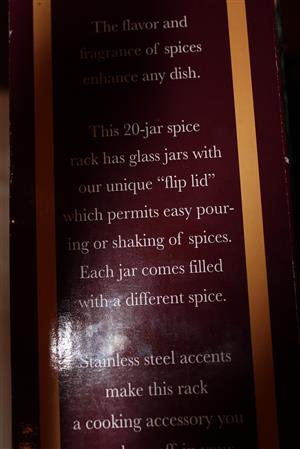 The flavor and
fragrance of spices
enhance any dish.
This 20-jar spice
rack has glass jars with
our unique “flip lid”
which permits easy pour-
ing or shaking of spices.
Each jar comes filled
with a different spice.
Stainless steel accents
make this rack
a cooking accessory you